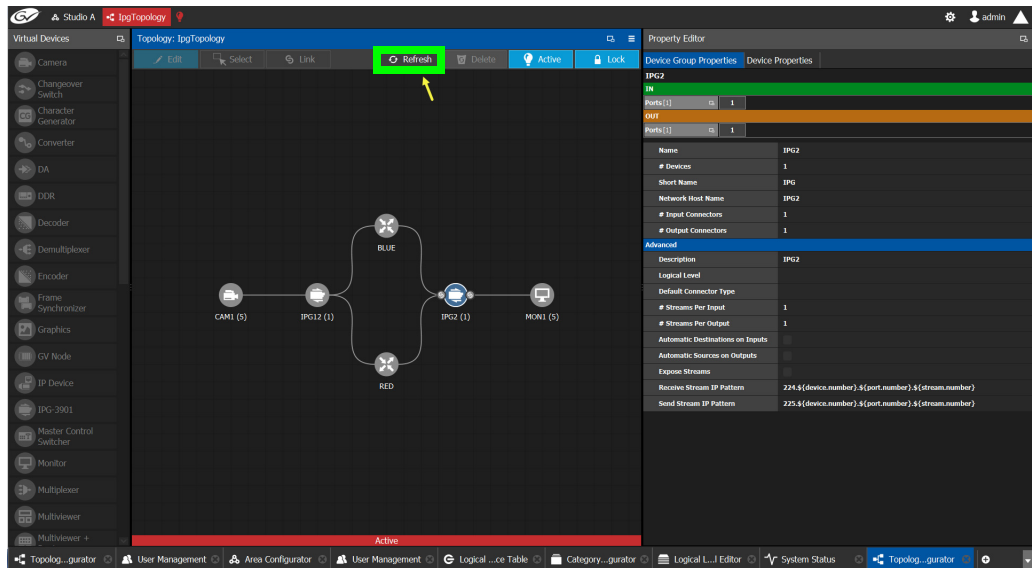 GV Studio A IpgTopology admin
Virtual Devices
Camera
Changeover
Switch
CG Character
Generator
Converter
DA
DDR
Decoder
Demultiplexer
Encoder
Frame
Synchronizer
Graphics
GV Node
IP Device
IPG-3901
Master Control
Switcher
Monitor
Multiplexer
Multiviewer
Multiviewer +
Topology: IpgTopology
Edit Select Link Refresh Delete Active Lock
BLUE
CAM1 (5) IPG12 (1) IPG2 (1) MON1 (5)
RED
Active
Property Editor
Device Group Properties Device Properties
IPG2
IN
Ports [1] 1
OUT
Ports [1] 1
Name IPG2
# Devices 1
Short Name IPG
Network Host Name IPG2
# Input Connectors 1
# Output Connectors 1
Advanced
Description IPG2
Logical Level
Default Connector Type
# Streams Per Input 1
# Streams Per Output 1
Automatic Destinations on Inputs
Automatic Sources on Outputs
Expose Streams
Receive Stream IP Pattern 224.${device.number}.${port.number}.${stream.number}
Send Stream IP Pattern 225.${device.number}.${port.number}.${stream.number}
Topolog...gurator User Management Area Configurator User Management Logical ...ce Table Category...gurator Logical L...l Editor System Status Topolog...gurator